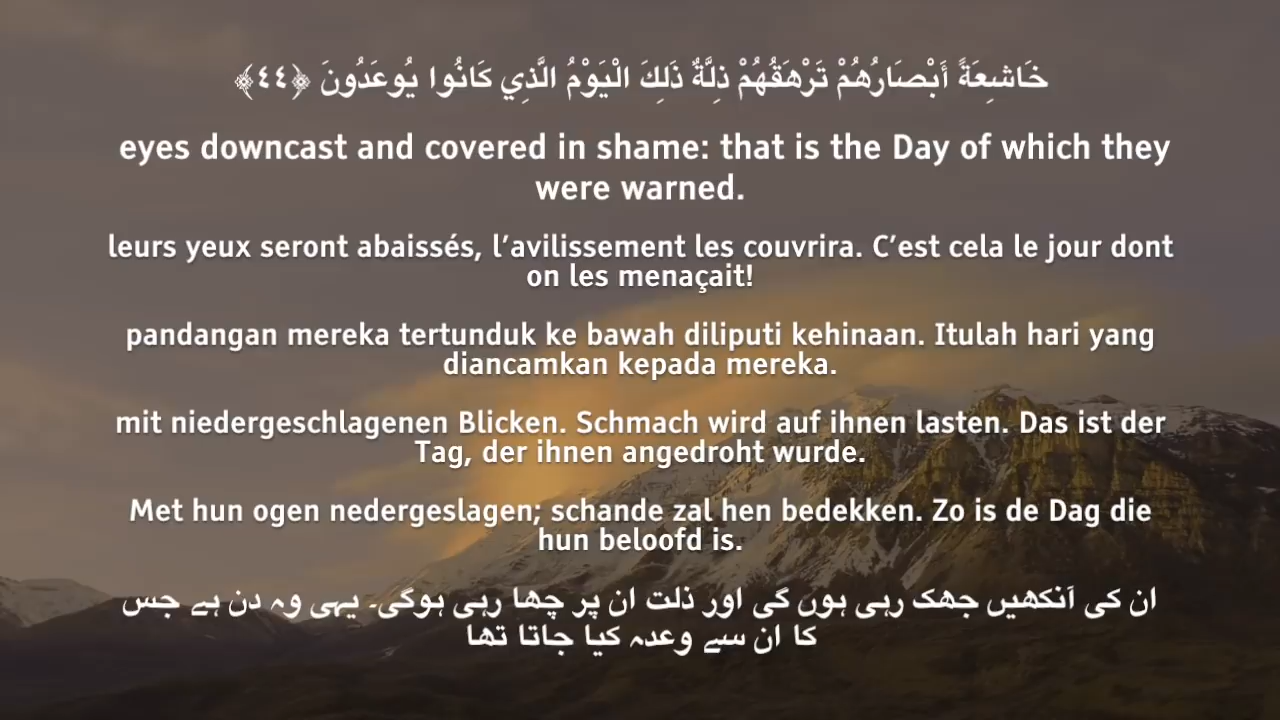 خَاشِعَةً أَبْصَارُهُمْ تَرْهَقُهُمْ ذِلَّةٌ ذَلِكَ الْيَوْمُ الَّذِي كَانُوا يُوعَدُونَ ﴿٤٤﴾
eyes downcast and covered in shame: that is the Day of which they
were warned.
leurs yeux seront abaissés, l’avilissement les couvrira. C’est cela le jour dont
on les menaçait!
pandangan mereka tertunduk ke bawah diliputi kehinaan. Itulah hari yang
diancamkan kepada mereka.
mit niedergeschlagenen Blicken. Schmach wird auf ihnen lasten. Das ist der
Tag, der ihnen angedroht wurde.
Met hun ogen nedergeslagen; schande zal hen bedekken. Zo is de Dag die
hun beloofd is.
ان کی آنکھیں جھک رہی ہوں گی اور ذلت ان پر چھا رہی ہوگی۔ یہی وہ دن ہے جس
کا ان سے وعدہ کیا جاتا تھا